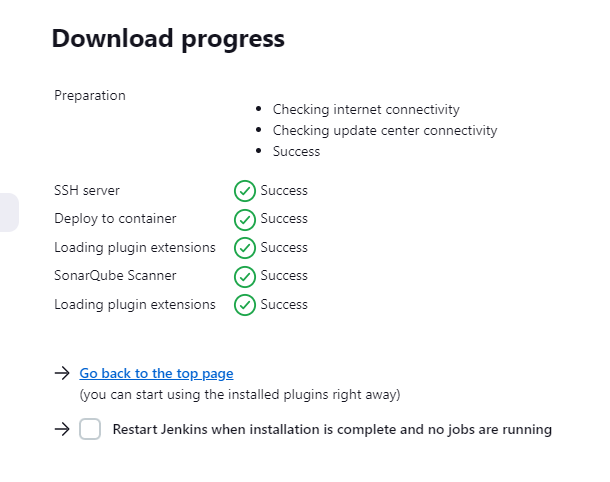 Download progress
Preparation
Checking internet connectivity
Checking update center connectivity
Success
SSH server Success
Deploy to container Success
Loading plugin extensions Success
SonarQube Scanner Success
Loading plugin extensions Success
Go back to the top page
(you can start using the installed plugins right away)
Restart Jenkins when installation is complete and no jobs are running